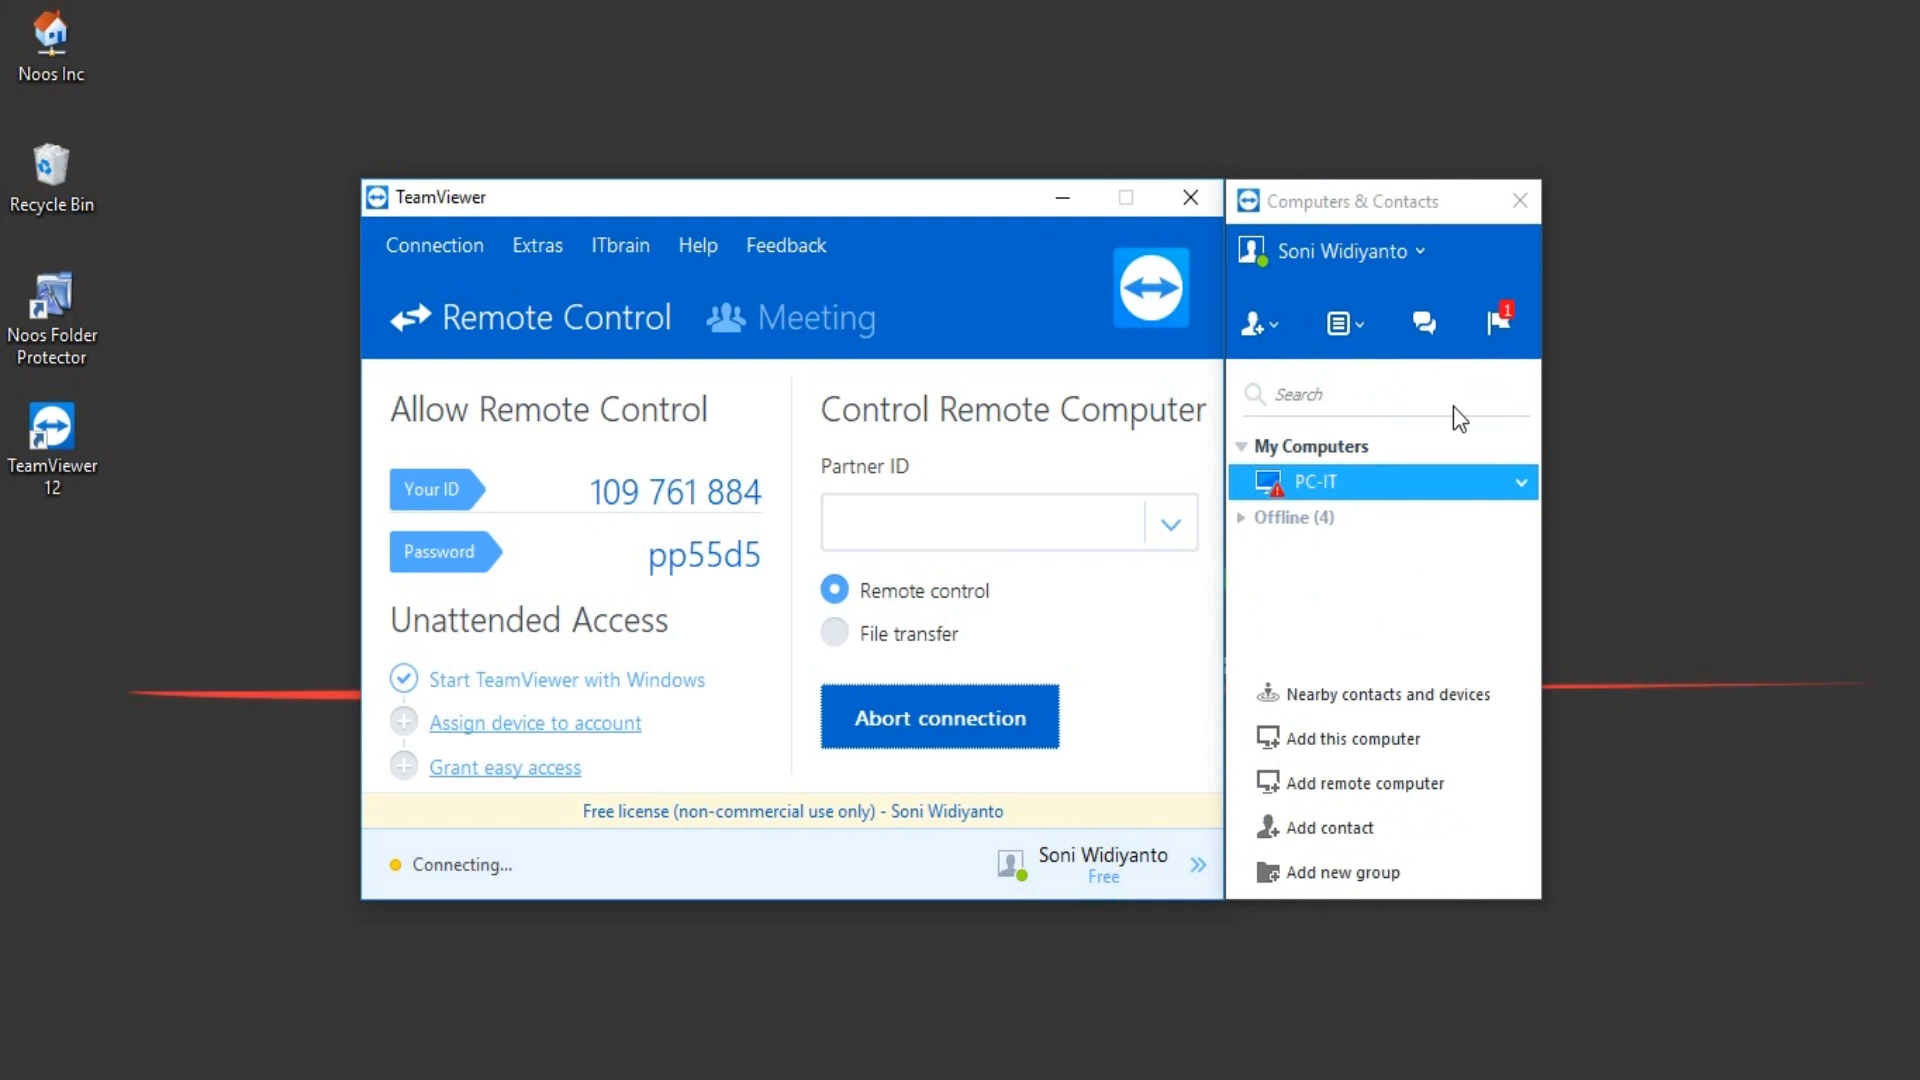 Noos Inc
Recycle Bin
Noos Folder
Protector
TeamViewer
12
TeamViewer
Connection Extras ITbrain Help Feedback
Remote Control Meeting
Allow Remote Control
Your ID 109 761 884
Password pp55d5
Unattended Access
Start TeamViewer with Windows
Assign device to account
Grant easy access
Control Remote Computer
Partner ID
Remote control
File transfer
Abort connection
Free license (non-commercial use only) - Soni Widiyanto
Connecting...
Soni Widiyanto
Free
Computers & Contacts
Soni Widiyanto
1
Search
My Computers
PC-IT
Offline (4)
Nearby contacts and devices
Add this computer
Add remote computer
Add contact
Add new group